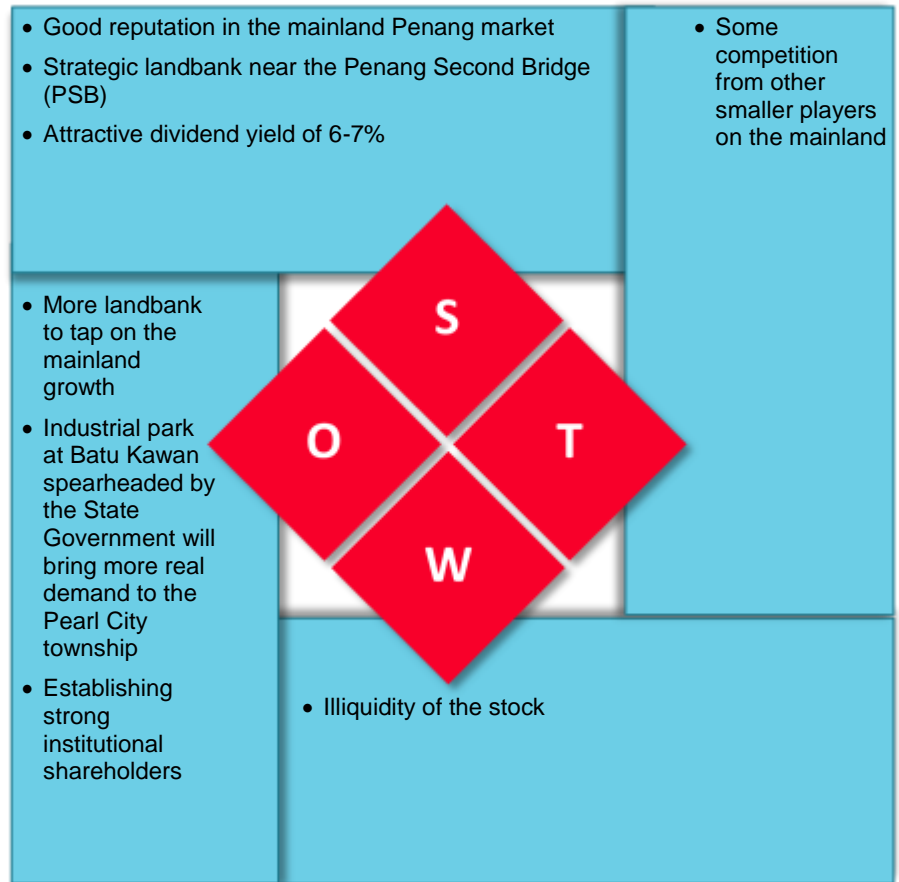 • Good reputation in the mainland Penang market
• Strategic landbank near the Penang Second Bridge
(PSB)
• Attractive dividend yield of 6-7%
• Some
competition
from other
smaller players
on the mainland
• More landbank
to tap on the
mainland
growth
• Industrial park
at Batu Kawan
spearheaded by
the State
Government will
bring more real
demand to the
Pearl City
township
• Establishing
strong
institutional
shareholders
S
O
T
W
• Illiquidity of the stock